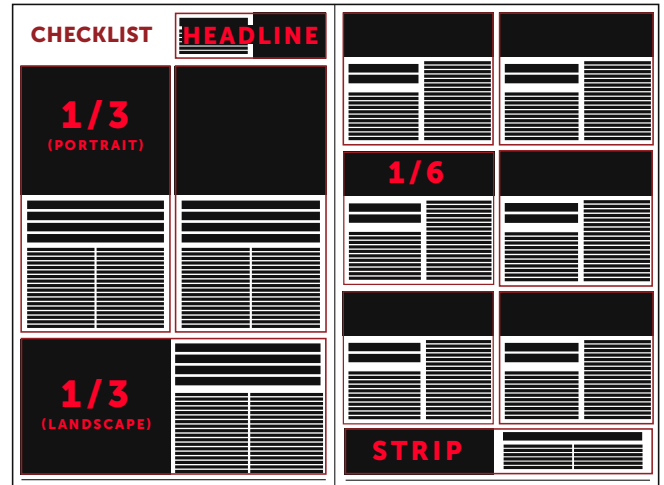 CHECKLIST
HEADLINE
1/3
(PORTRAIT)
1/3
(LANDSCAPE)
1/6
STRIP